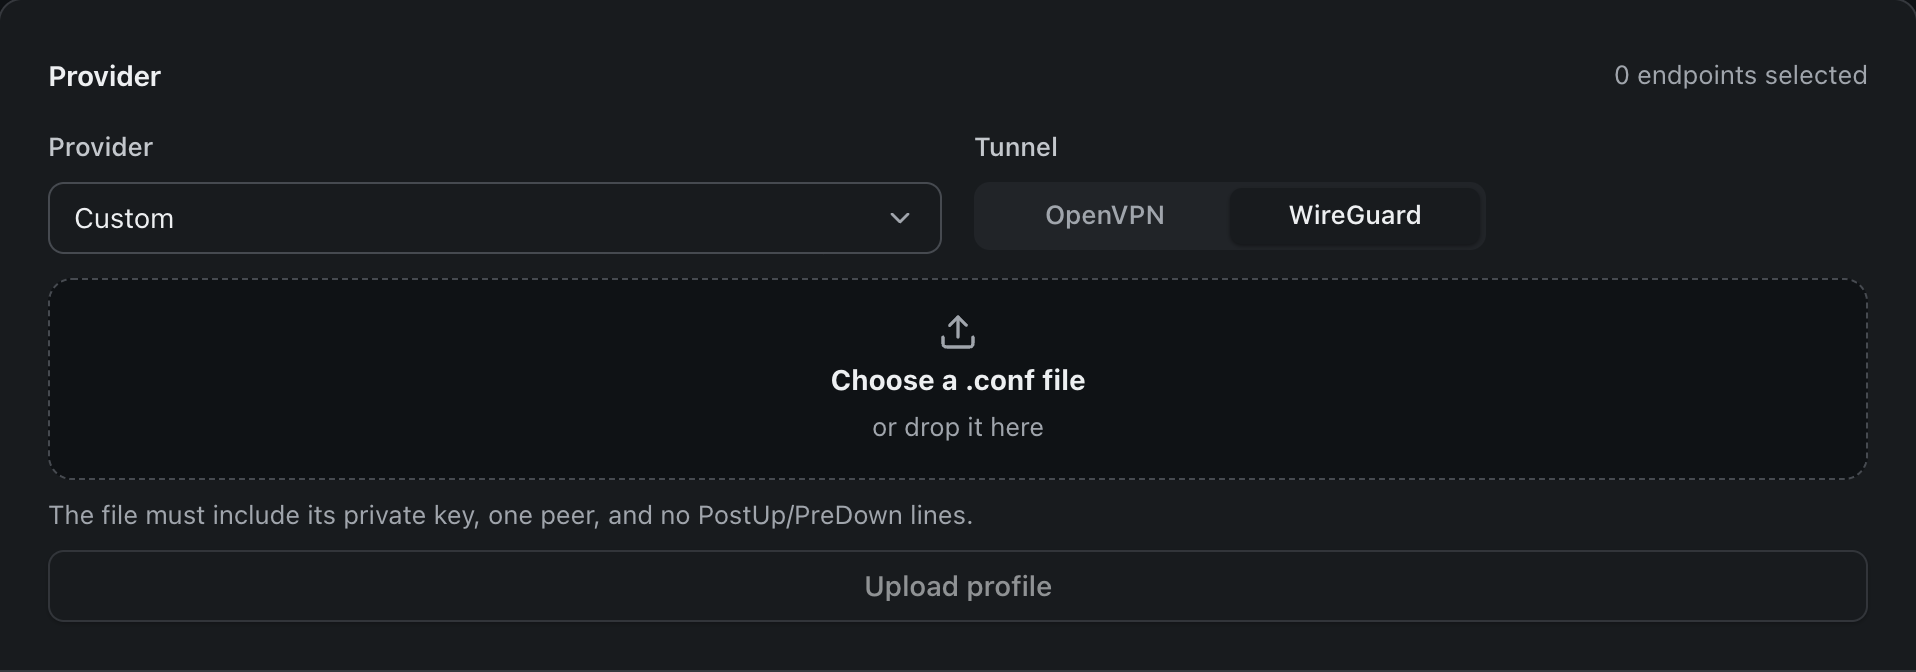 Provider
0 endpoints selected
Provider
Tunnel
Custom
OpenVPN
WireGuard
Choose a .conf file
or drop it here
The file must include its private key, one peer, and no PostUp/PreDown lines.
Upload profile